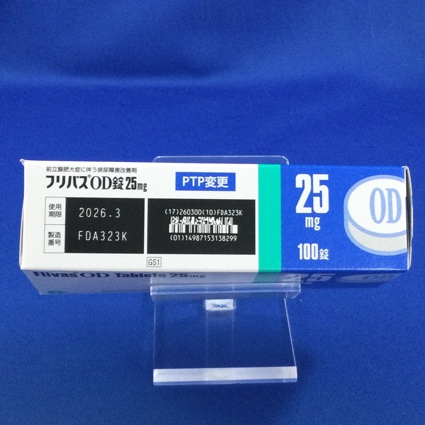 前立腺肥大症に伴う排尿障害改善剤
フリバスOD錠25mg
PTP変更
使用期限 2026.3
製造番号 FDA323K
(17)260300(10)FDA323K
(01)14987153138299
GS1
25
mg
100錠
OD
Flivas OD Tablets 25mg
25